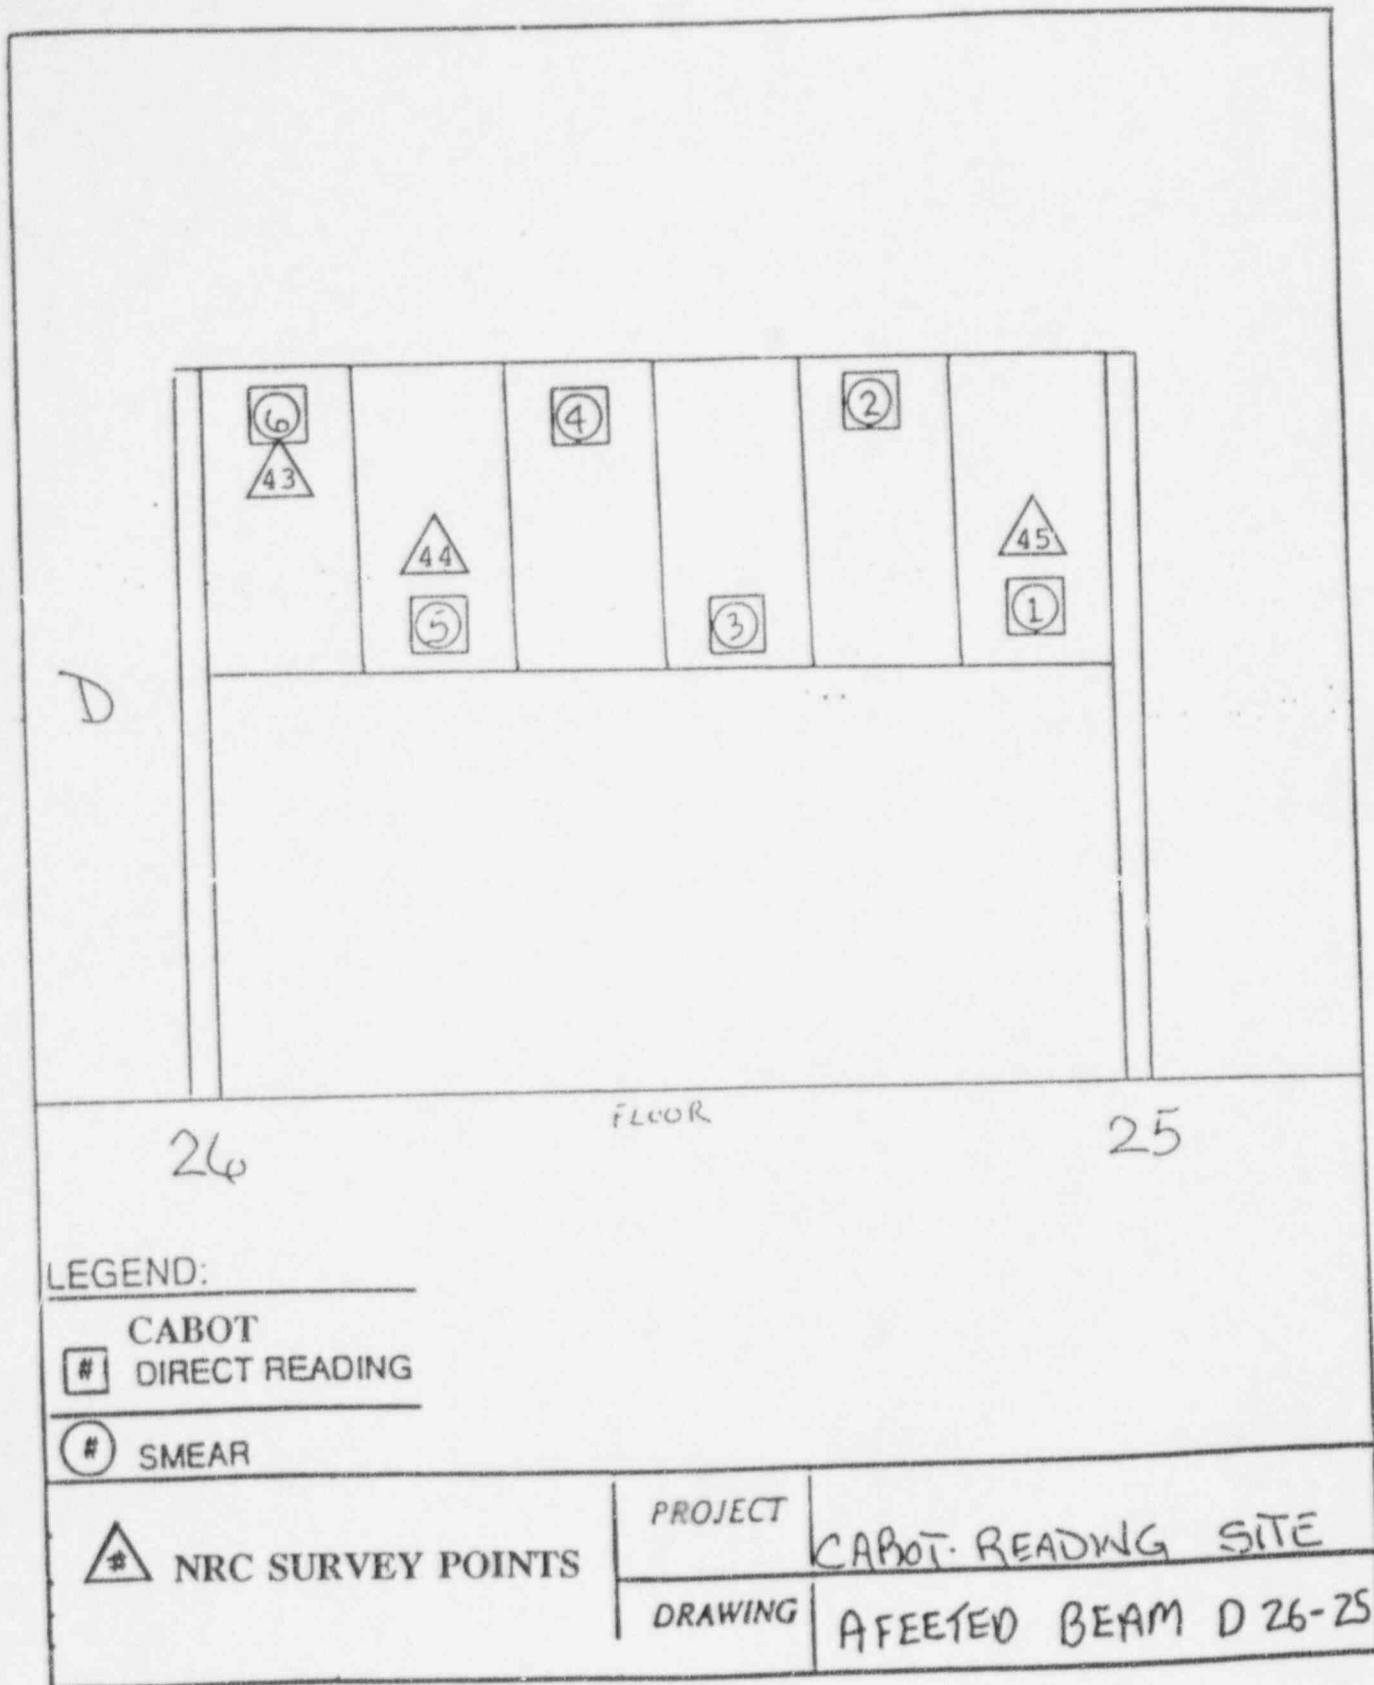 6 4 2
43
44 45
5 3 1
D
FLOOR
26 25
LEGEND:
CABOT
# DIRECT READING
# SMEAR
# NRC SURVEY POINTS
PROJECT CABOT READING SITE
DRAWING AFEETED BEAM D 26-25